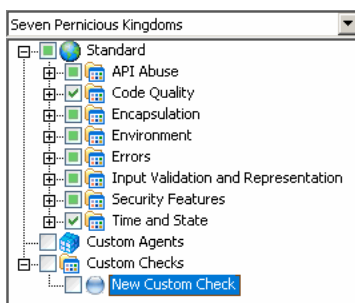 Seven Pernicious Kingdoms
Standard
API Abuse
Code Quality
Encapsulation
Environment
Errors
Input Validation and Representation
Security Features
Time and State
Custom Agents
Custom Checks
New Custom Check